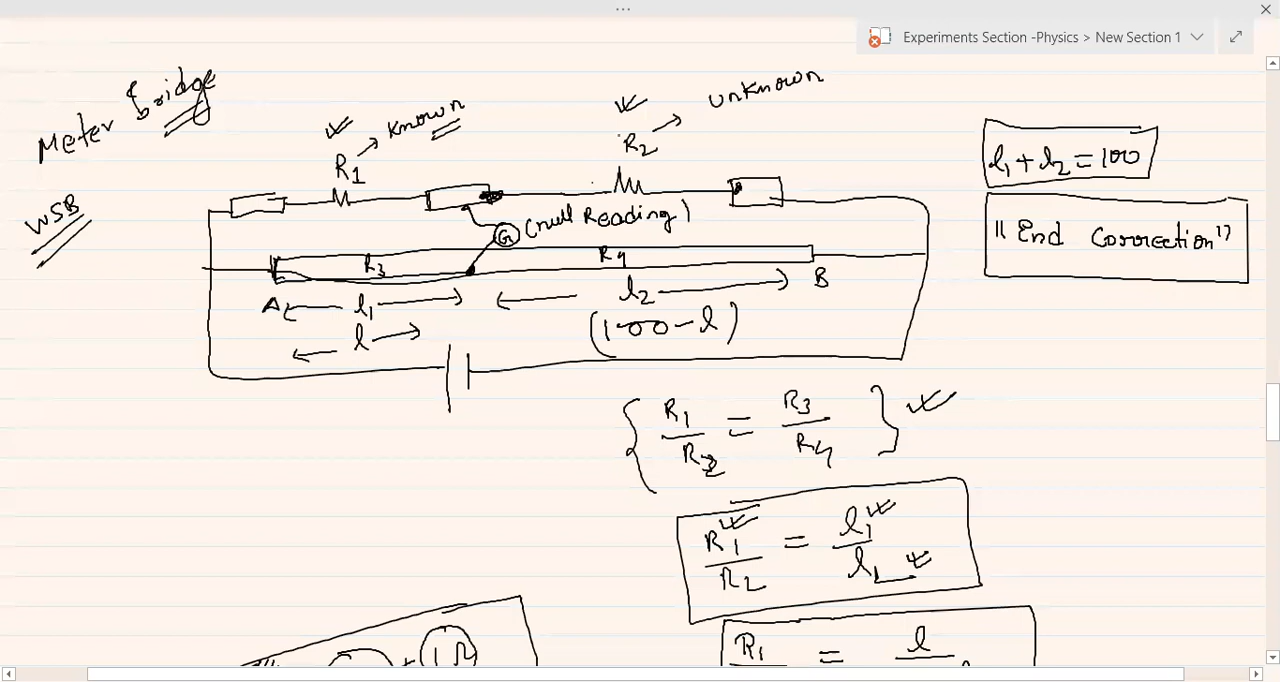 ...
Experiments Section -Physics > New Section 1
Meter Bridge
WSB
R1 → Known
R2 → unknown
l1 + l2 = 100
"End Correction"
G (null Reading)
R3
R4
A
l1
l2
B
l
(100 - l)
R1/R2 = R3/R4
R1/R2 = l1/l2
+ 1Ω
R1 = l